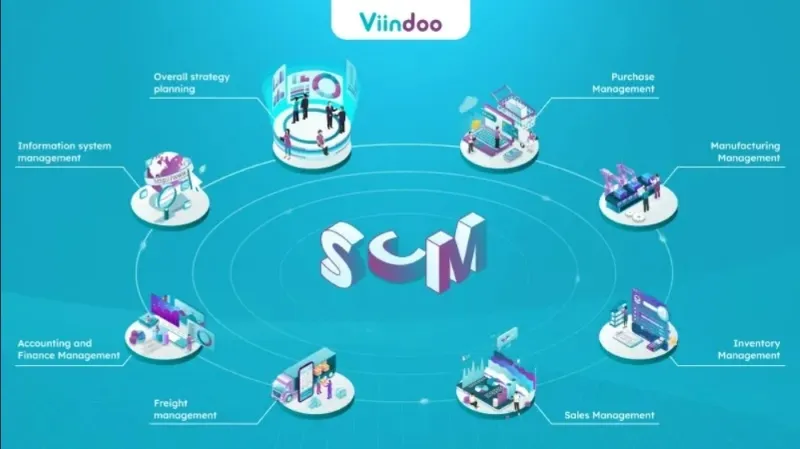 Viindoo
Overall strategy
planning
Purchase
Management
Information system
management
Manufacturing
Management
SCM
Accounting and
Finance Management
Inventory
Management
Freight
management
Sales Management